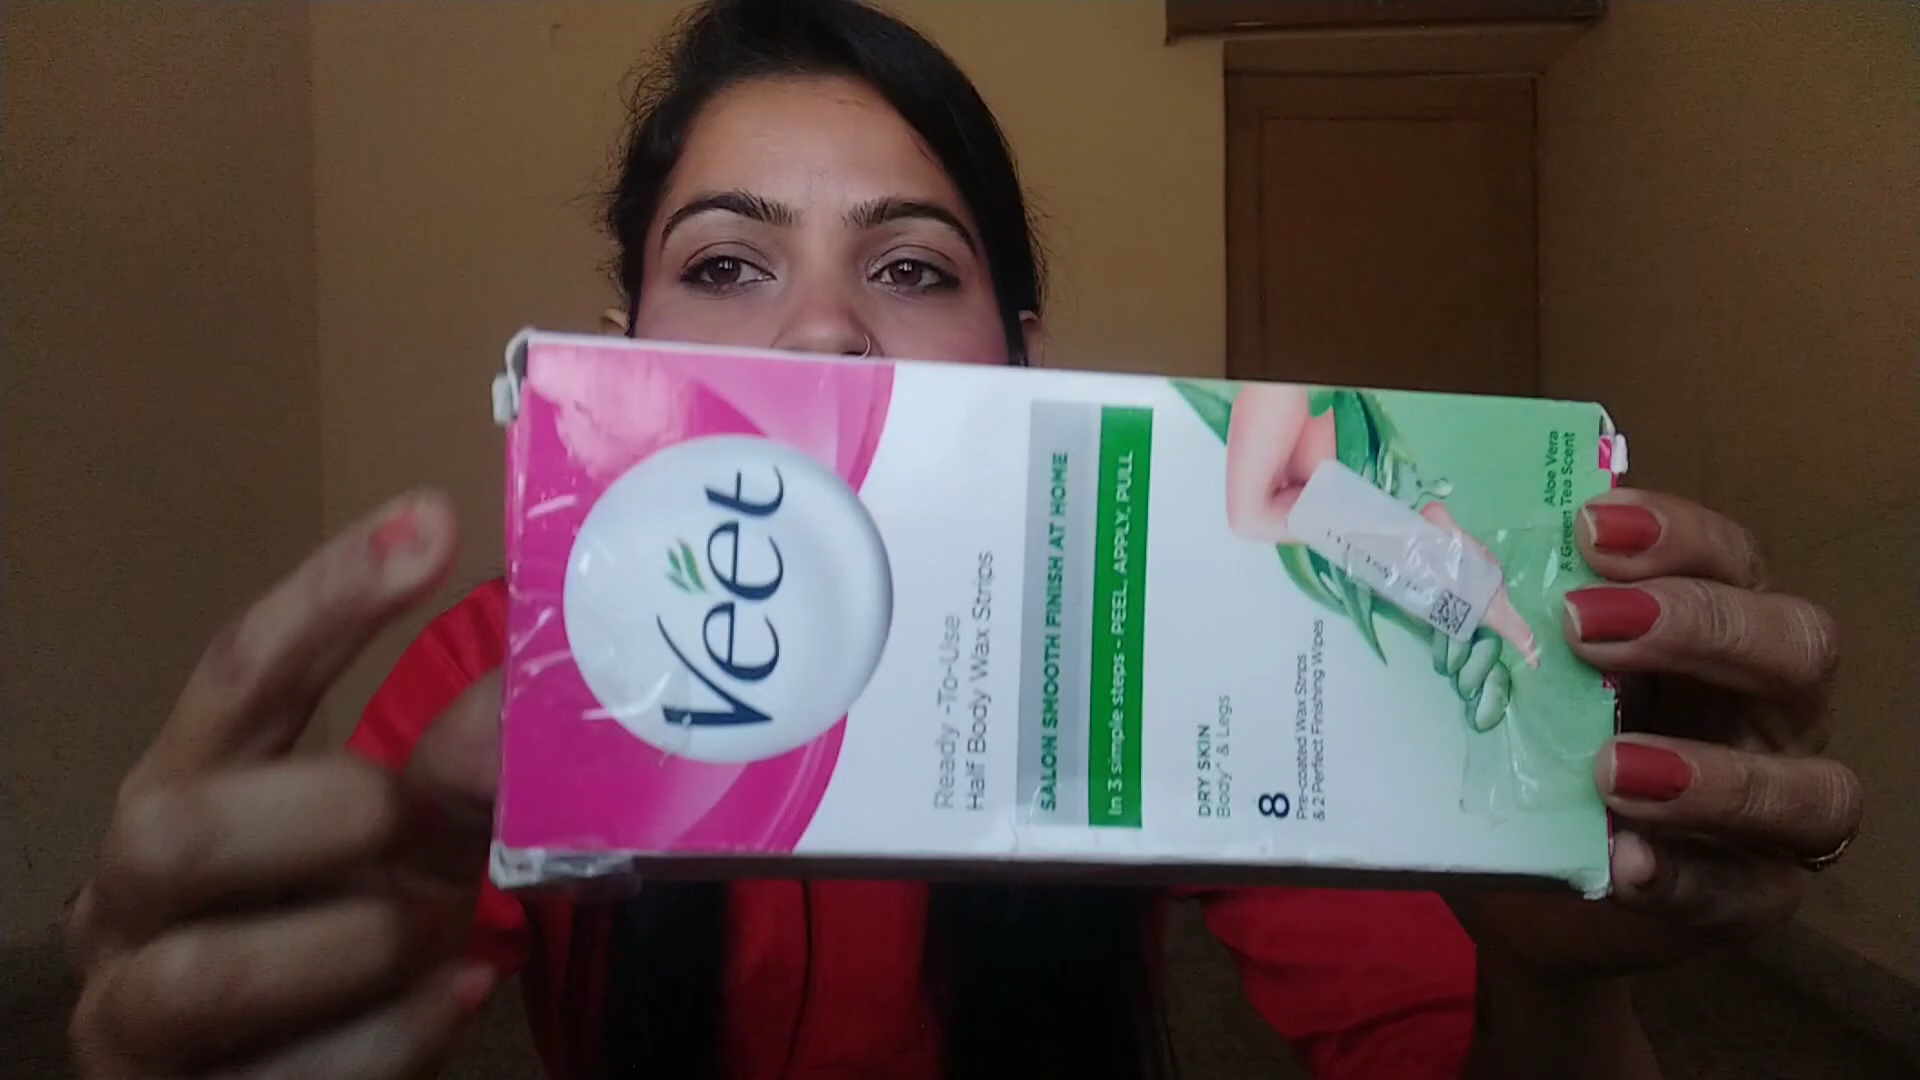 Veet
Ready-To-Use
Half Body Wax Strips
SALON SMOOTH FINISH AT HOME
In 3 simple steps - PEEL, APPLY, PULL
DRY SKIN
Body* & Legs
8
Pre-coated Wax Strips
& 2 Perfect Finishing Wipes
Aloe Vera
& Green Tea Scent